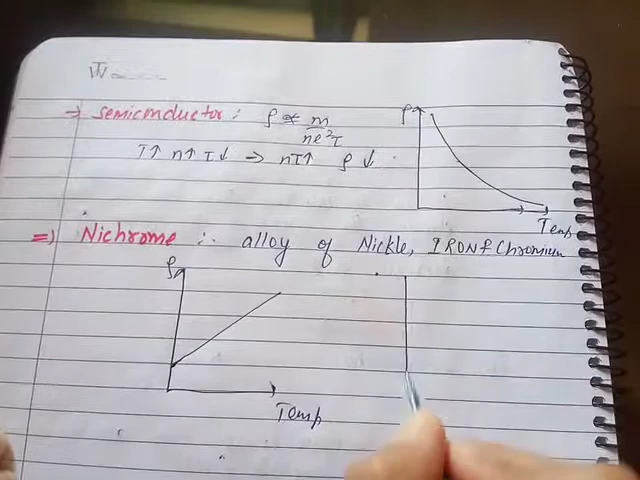 → Semiconductor : ρ ∝ m
ne²τ
T↑ n↑ τ↓ → nτ↑ ρ↓
ρ
Temp
⇒ Nichrome : alloy of Nickle, IRON & Chromium
ρ
Temp